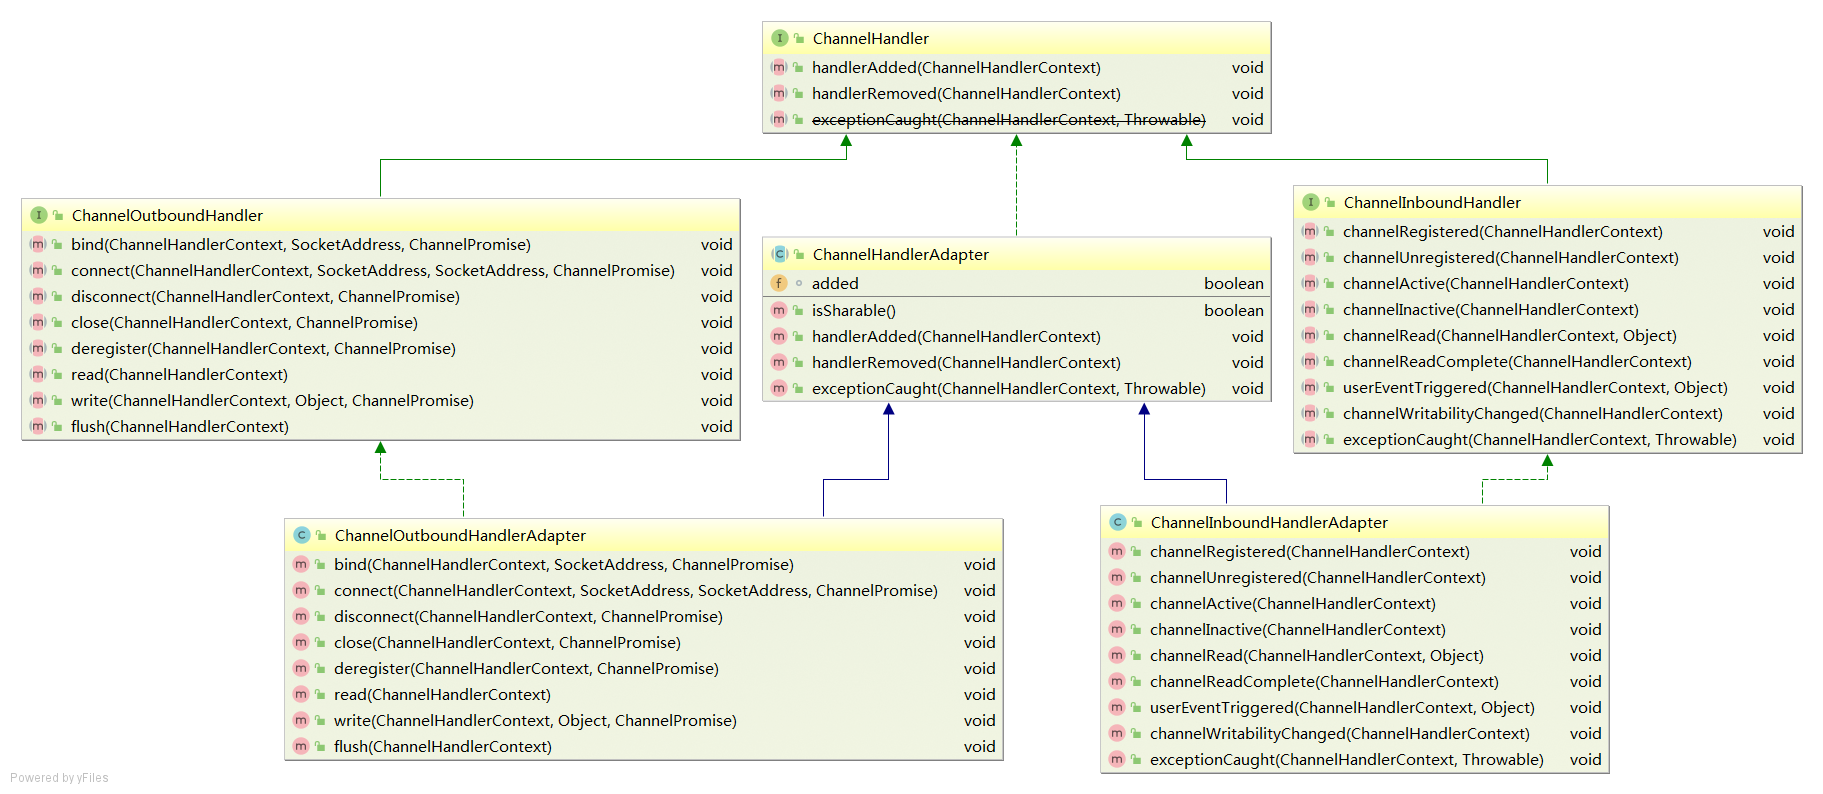 ChannelHandler
handlerAdded(ChannelHandlerContext) void
handlerRemoved(ChannelHandlerContext) void
exceptionCaught(ChannelHandlerContext, Throwable) void
ChannelOutboundHandler
bind(ChannelHandlerContext, SocketAddress, ChannelPromise) void
connect(ChannelHandlerContext, SocketAddress, SocketAddress, ChannelPromise) void
disconnect(ChannelHandlerContext, ChannelPromise) void
close(ChannelHandlerContext, ChannelPromise) void
deregister(ChannelHandlerContext, ChannelPromise) void
read(ChannelHandlerContext) void
write(ChannelHandlerContext, Object, ChannelPromise) void
flush(ChannelHandlerContext) void
ChannelHandlerAdapter
added boolean
isSharable() boolean
handlerAdded(ChannelHandlerContext) void
handlerRemoved(ChannelHandlerContext) void
exceptionCaught(ChannelHandlerContext, Throwable) void
ChannelInboundHandler
channelRegistered(ChannelHandlerContext) void
channelUnregistered(ChannelHandlerContext) void
channelActive(ChannelHandlerContext) void
channelInactive(ChannelHandlerContext) void
channelRead(ChannelHandlerContext, Object) void
channelReadComplete(ChannelHandlerContext) void
userEventTriggered(ChannelHandlerContext, Object) void
channelWritabilityChanged(ChannelHandlerContext) void
exceptionCaught(ChannelHandlerContext, Throwable) void
ChannelOutboundHandlerAdapter
bind(ChannelHandlerContext, SocketAddress, ChannelPromise) void
connect(ChannelHandlerContext, SocketAddress, SocketAddress, ChannelPromise) void
disconnect(ChannelHandlerContext, ChannelPromise) void
close(ChannelHandlerContext, ChannelPromise) void
deregister(ChannelHandlerContext, ChannelPromise) void
read(ChannelHandlerContext) void
write(ChannelHandlerContext, Object, ChannelPromise) void
flush(ChannelHandlerContext) void
ChannelInboundHandlerAdapter
channelRegistered(ChannelHandlerContext) void
channelUnregistered(ChannelHandlerContext) void
channelActive(ChannelHandlerContext) void
channelInactive(ChannelHandlerContext) void
channelRead(ChannelHandlerContext, Object) void
channelReadComplete(ChannelHandlerContext) void
userEventTriggered(ChannelHandlerContext, Object) void
channelWritabilityChanged(ChannelHandlerContext) void
exceptionCaught(ChannelHandlerContext, Throwable) void
Powered by yFiles